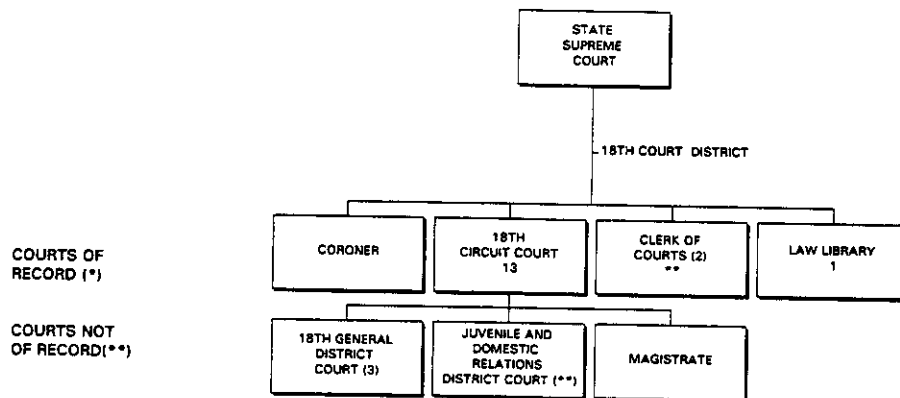 STATE
SUPREME
COURT
18TH COURT DISTRICT
COURTS OF
RECORD (*)
CORONER
18TH
CIRCUIT COURT
13
CLERK OF
COURTS (2)
**
LAW LIBRARY
1
COURTS NOT
OF RECORD(**)
18TH GENERAL
DISTRICT
COURT (3)
JUVENILE AND
DOMESTIC
RELATIONS
DISTRICT COURT (**)
MAGISTRATE